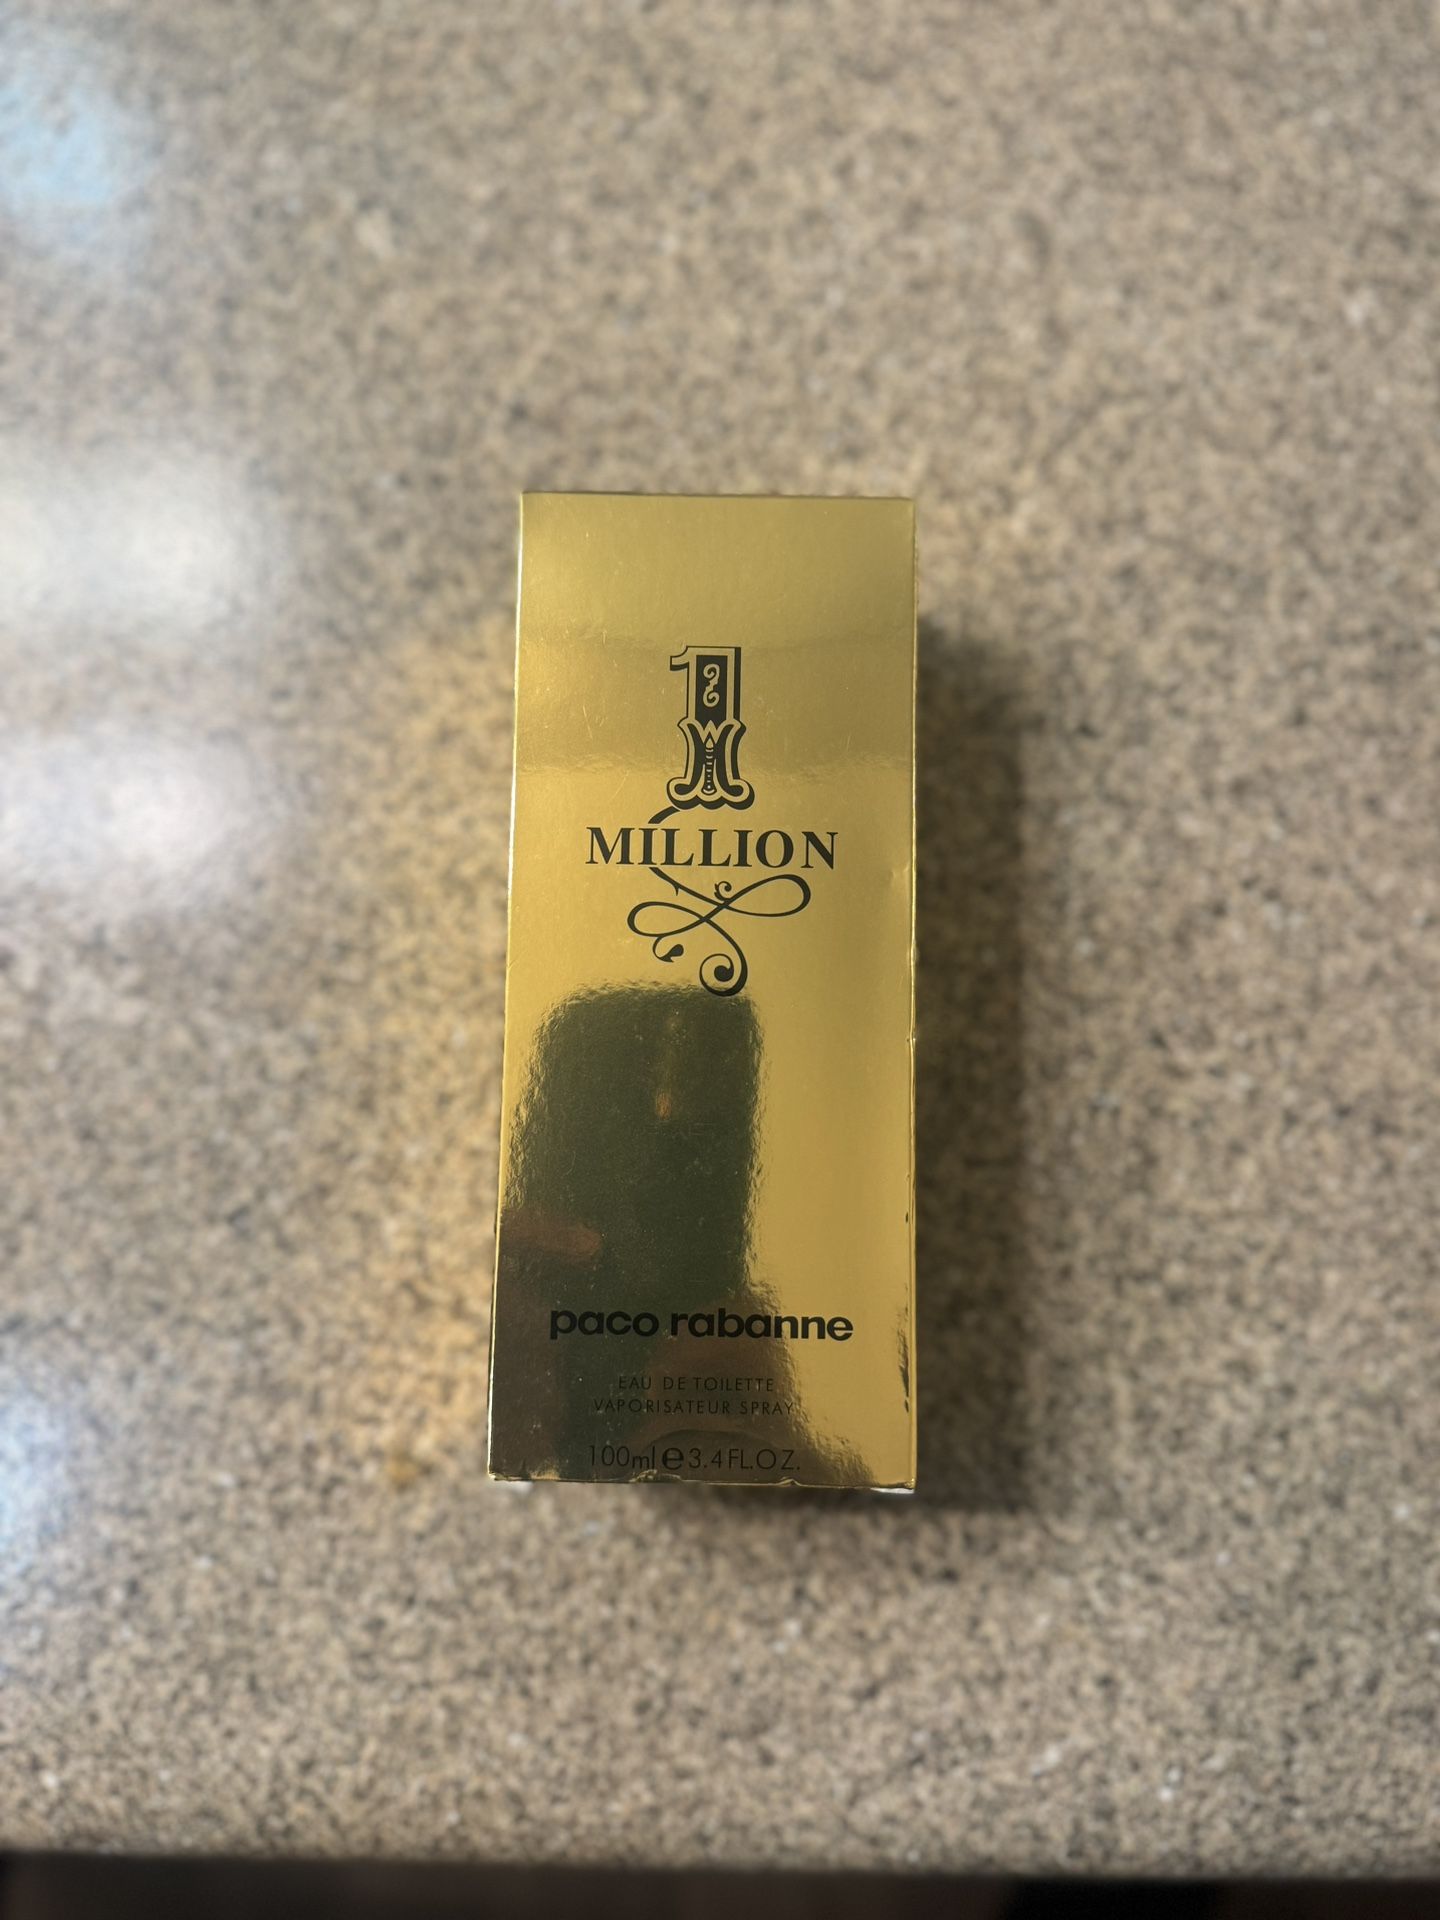 1
MILLION
paco rabanne
EAU DE TOILETTE
VAPORISATEUR SPRAY
100ml e 3.4FL.OZ.